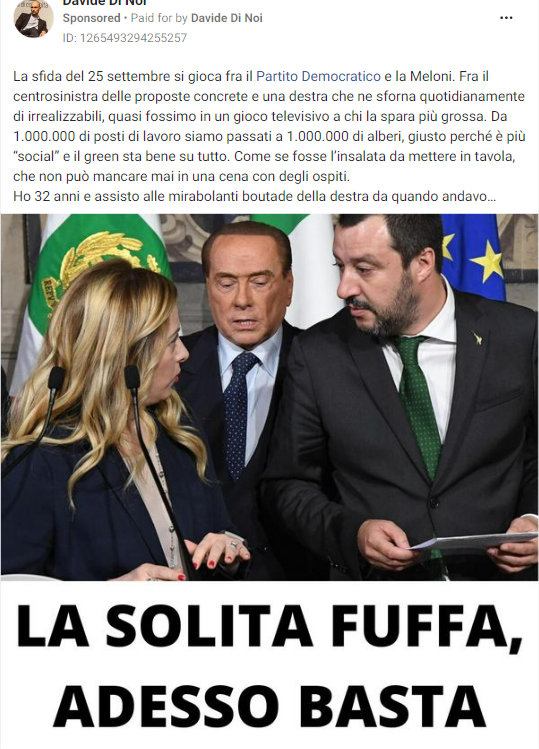 Davide Di Noi
Sponsored • Paid for by Davide Di Noi
ID: 1265493294255257
La sfida del 25 settembre si gioca fra il Partito Democratico e la Meloni. Fra il
centrosinistra delle proposte concrete e una destra che ne sforna quotidianamente
di irrealizzabili, quasi fossimo in un gioco televisivo a chi la spara più grossa. Da
1.000.000 di posti di lavoro siamo passati a 1.000.000 di alberi, giusto perché è più
“social” e il green sta bene su tutto. Come se fosse l’insalata da mettere in tavola,
che non può mancare mai in una cena con degli ospiti.
Ho 32 anni e assisto alle mirabolanti boutade della destra da quando andavo…
LA SOLITA FUFFA,
ADESSO BASTA